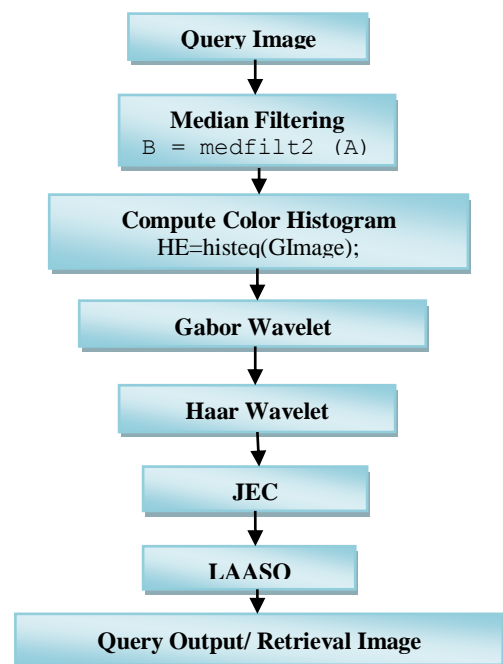 Query Image
Median Filtering
B = medfilt2 (A)
Compute Color Histogram
HE=histeq(GImage);
Gabor Wavelet
Haar Wavelet
JEC
LAASO
Query Output/ Retrieval Image